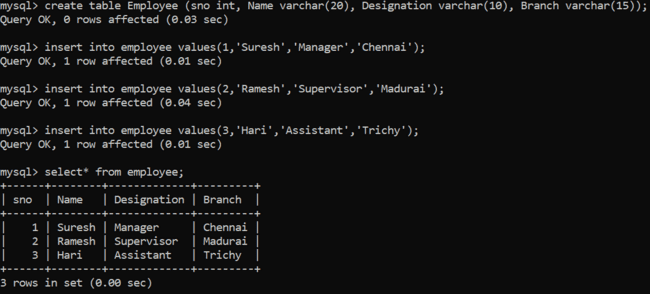 mysql> create table Employee (sno int, Name varchar(20), Designation varchar(10), Branch varchar(15));
Query OK, 0 rows affected (0.03 sec)
mysql> insert into employee values(1,'Suresh','Manager','Chennai');
Query OK, 1 row affected (0.01 sec)
mysql> insert into employee values(2,'Ramesh','Supervisor','Madurai');
Query OK, 1 row affected (0.04 sec)
mysql> insert into employee values(3,'Hari','Assistant','Trichy');
Query OK, 1 row affected (0.01 sec)
mysql> select* from employee;
+------+--------+-------------+---------+
| sno  | Name   | Designation | Branch  |
+------+--------+-------------+---------+
|    1 | Suresh | Manager     | Chennai |
|    2 | Ramesh | Supervisor  | Madurai |
|    3 | Hari   | Assistant   | Trichy  |
+------+--------+-------------+---------+
3 rows in set (0.00 sec)